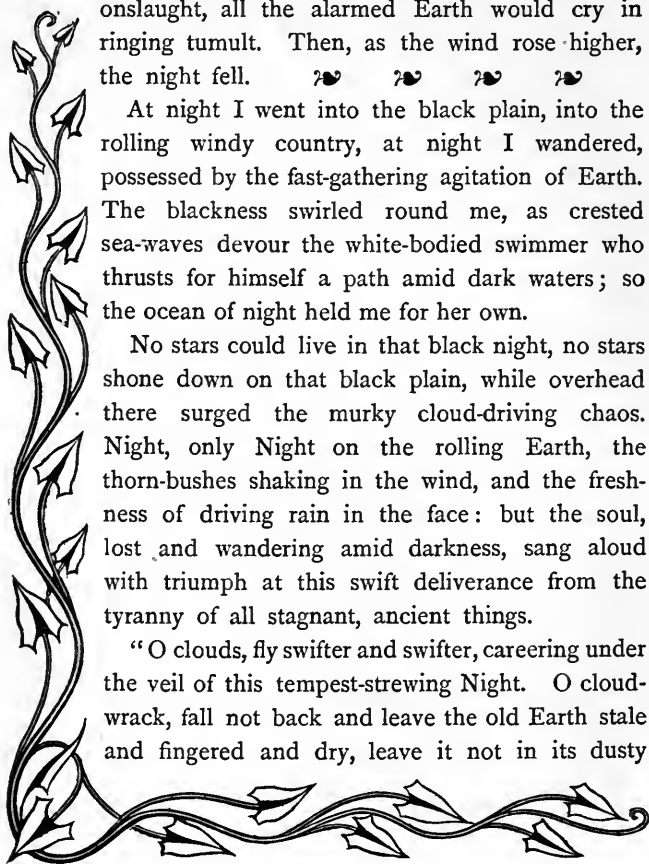 onslaught, all the alarmed Earth would cry in
ringing tumult. Then, as the wind rose higher,
the night fell.
At night I went into the black plain, into the
rolling windy country, at night I wandered,
possessed by the fast-gathering agitation of Earth.
The blackness swirled round me, as crested
sea-waves devour the white-bodied swimmer who
thrusts for himself a path amid dark waters; so
the ocean of night held me for her own.
No stars could live in that black night, no stars
shone down on that black plain, while overhead
there surged the murky cloud-driving chaos.
Night, only Night on the rolling Earth, the
thorn-bushes shaking in the wind, and the fresh-
ness of driving rain in the face: but the soul,
lost and wandering amid darkness, sang aloud
with triumph at this swift deliverance from the
tyranny of all stagnant, ancient things.
"O clouds, fly swifter and swifter, careering under
the veil of this tempest-strewing Night. O cloud-
wrack, fall not back and leave the old Earth stale
and fingered and dry, leave it not in its dusty